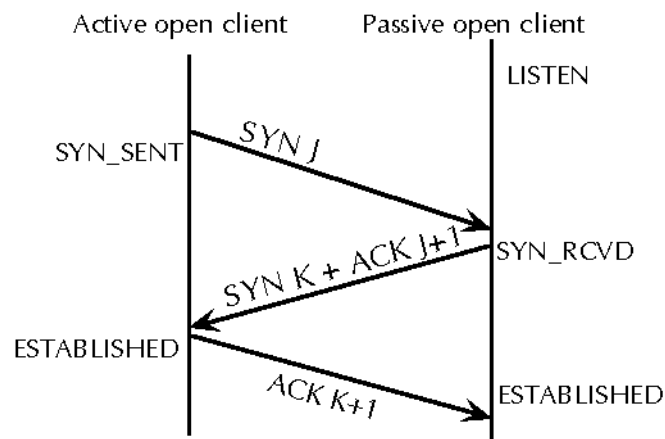 Active open client
Passive open client
LISTEN
SYN J
SYN_SENT
SYN K + ACK J+1
SYN_RCVD
ESTABLISHED
ACK K+1
ESTABLISHED